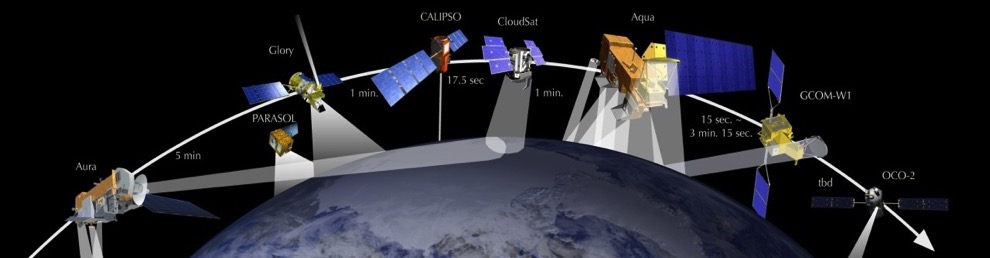 CALIPSO
CloudSat
Aqua
Glory
17.5 sec
1 min.
1 min.
GCOM-W1
PARASOL
15 sec. ~
3 min. 15 sec.
5 min
Aura
tbd
OCO-2